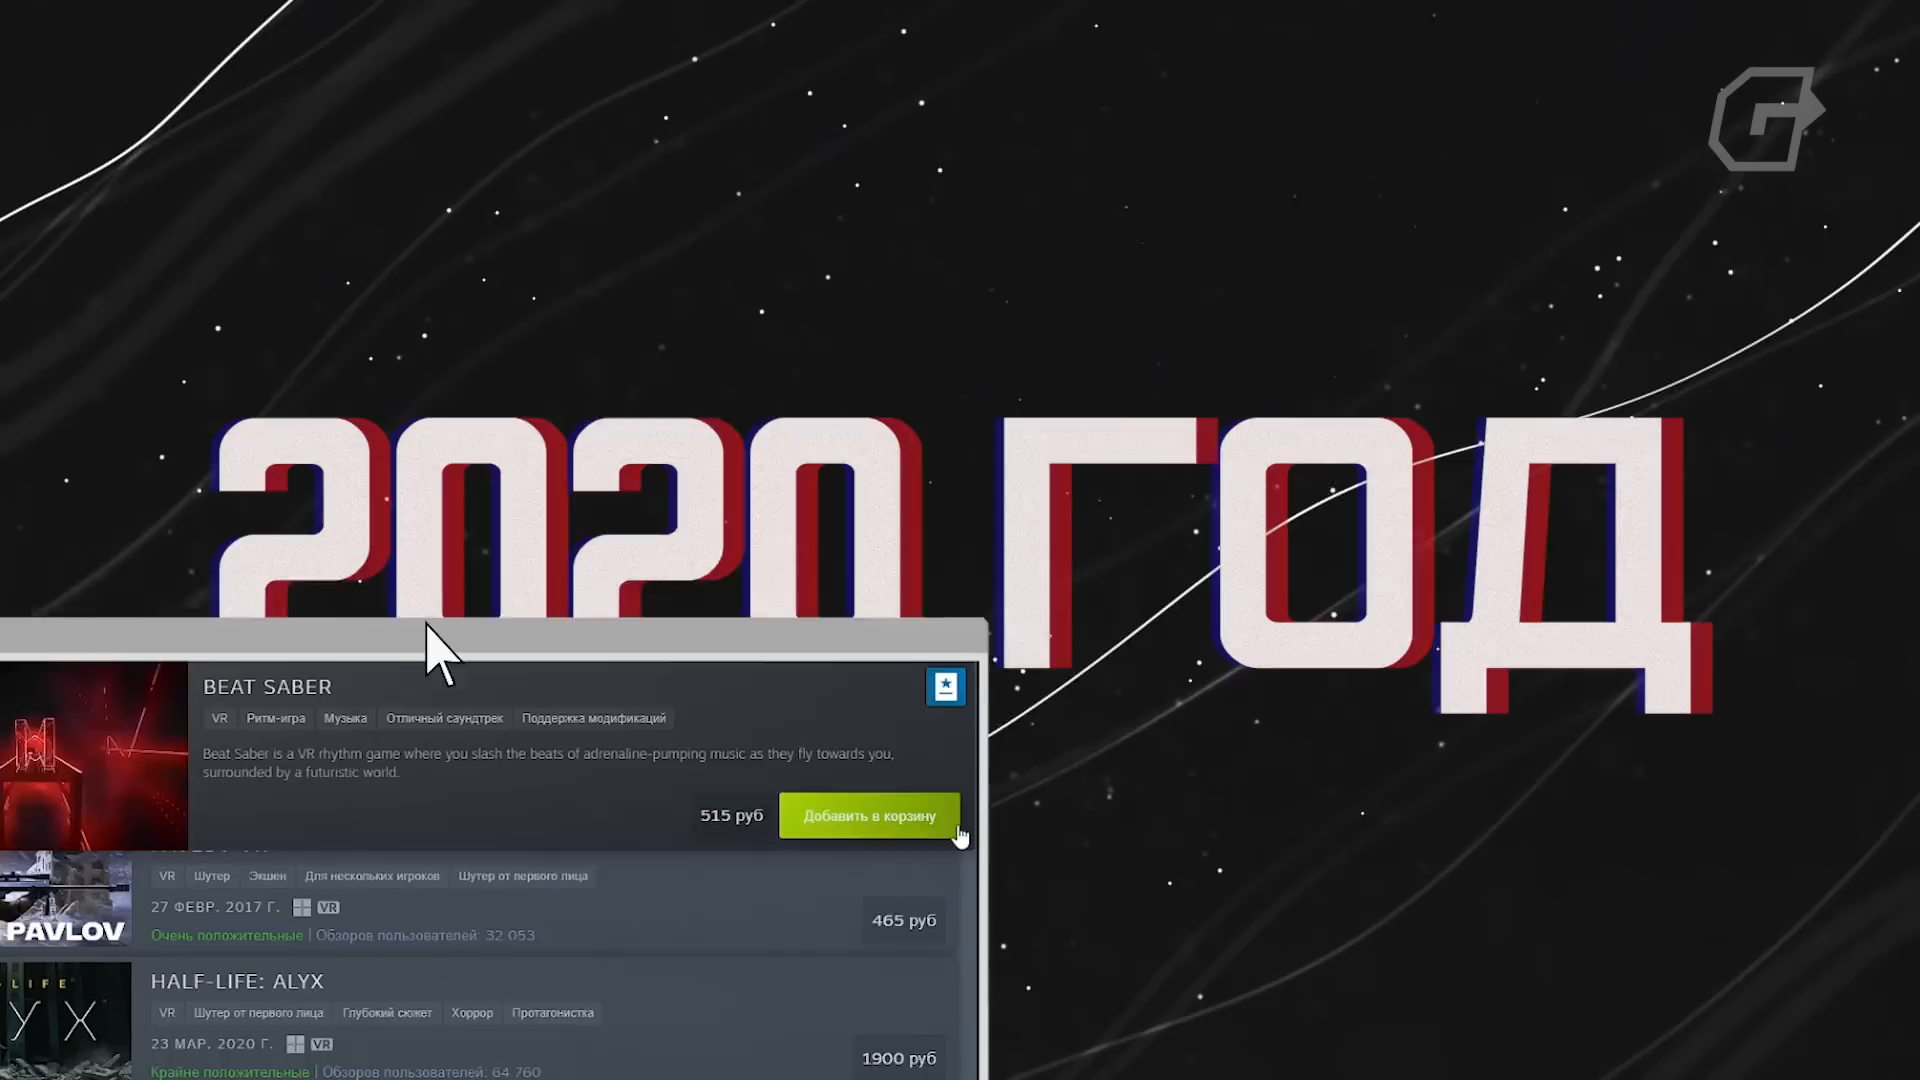 2020 ГОД
BEAT SABER
VR Ритм-игра Музыка Отличный саундтрек Поддержка модификаций
Beat Saber is a VR rhythm game where you slash the beats of adrenaline-pumping music as they fly towards you,
surrounded by a futuristic world.
515 руб Добавить в корзину
VR Шутер Экшен Для нескольких игроков Шутер от первого лица
27 ФЕВР. 2017 Г. VR
PAVLOV
465 руб
Очень положительные | Обзоров пользователей: 32 053
LIFE
HALF-LIFE: ALYX
YX
VR Шутер от первого лица Глубокий сюжет Хоррор Протагонистка
23 МАР. 2020 Г. VR
1900 руб
Крайне положительные | Обзоров пользователей: 64 760